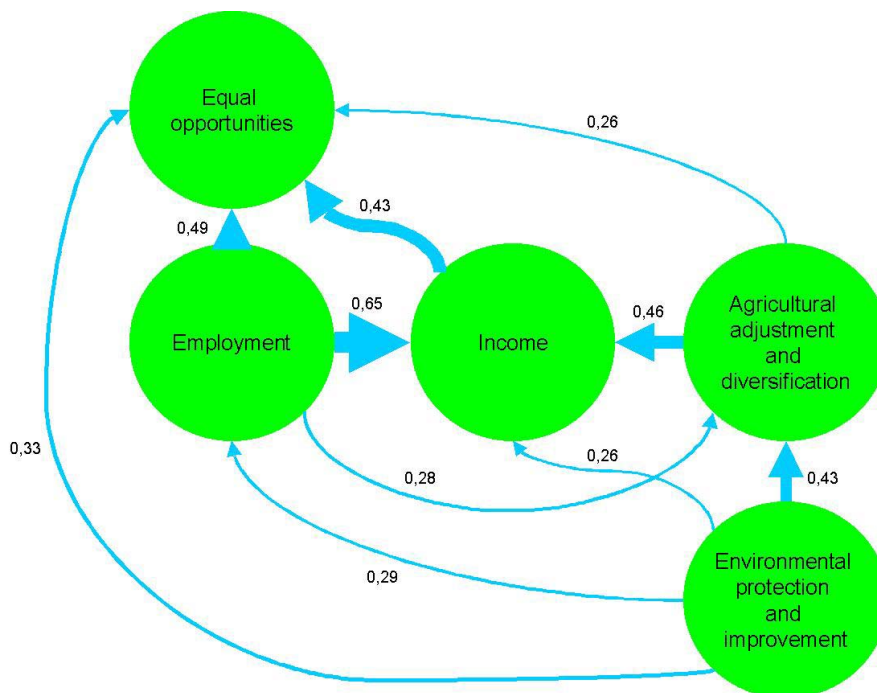 Equal
opportunities
0,26
0,43
0,49
0,65
0,46
Employment
Income
Agricultural
adjustment
and
diversification
0,33
0,28
0,26
0,43
0,29
Environmental
protection
and
improvement